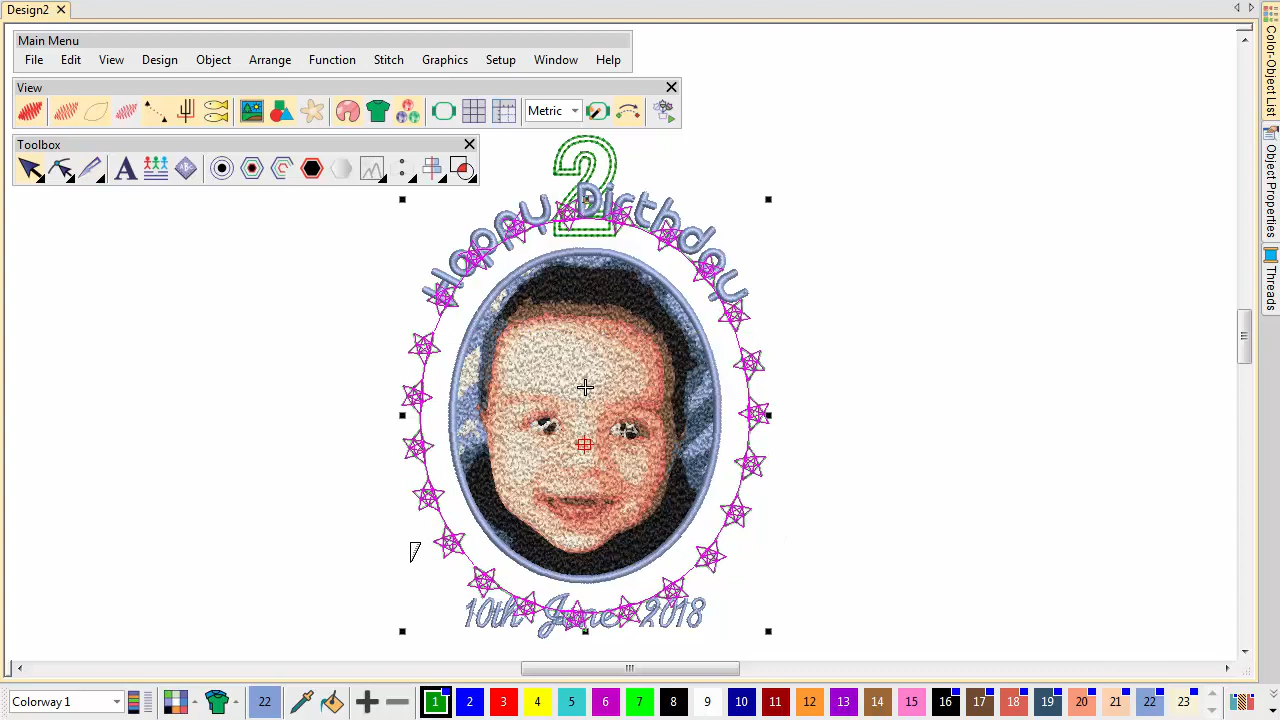 Design2
Main Menu
File Edit View Design Object Arrange Function Stitch Graphics Setup Window Help
View
Metric
Toolbox
A
2
Happy Birthday
10th June 2018
Color-Object List
Object Properties
Threads
Colorway 1
22
1 2 3 4 5 6 7 8 9 10 11 12 13 14 15 16 17 18 19 20 21 22 23